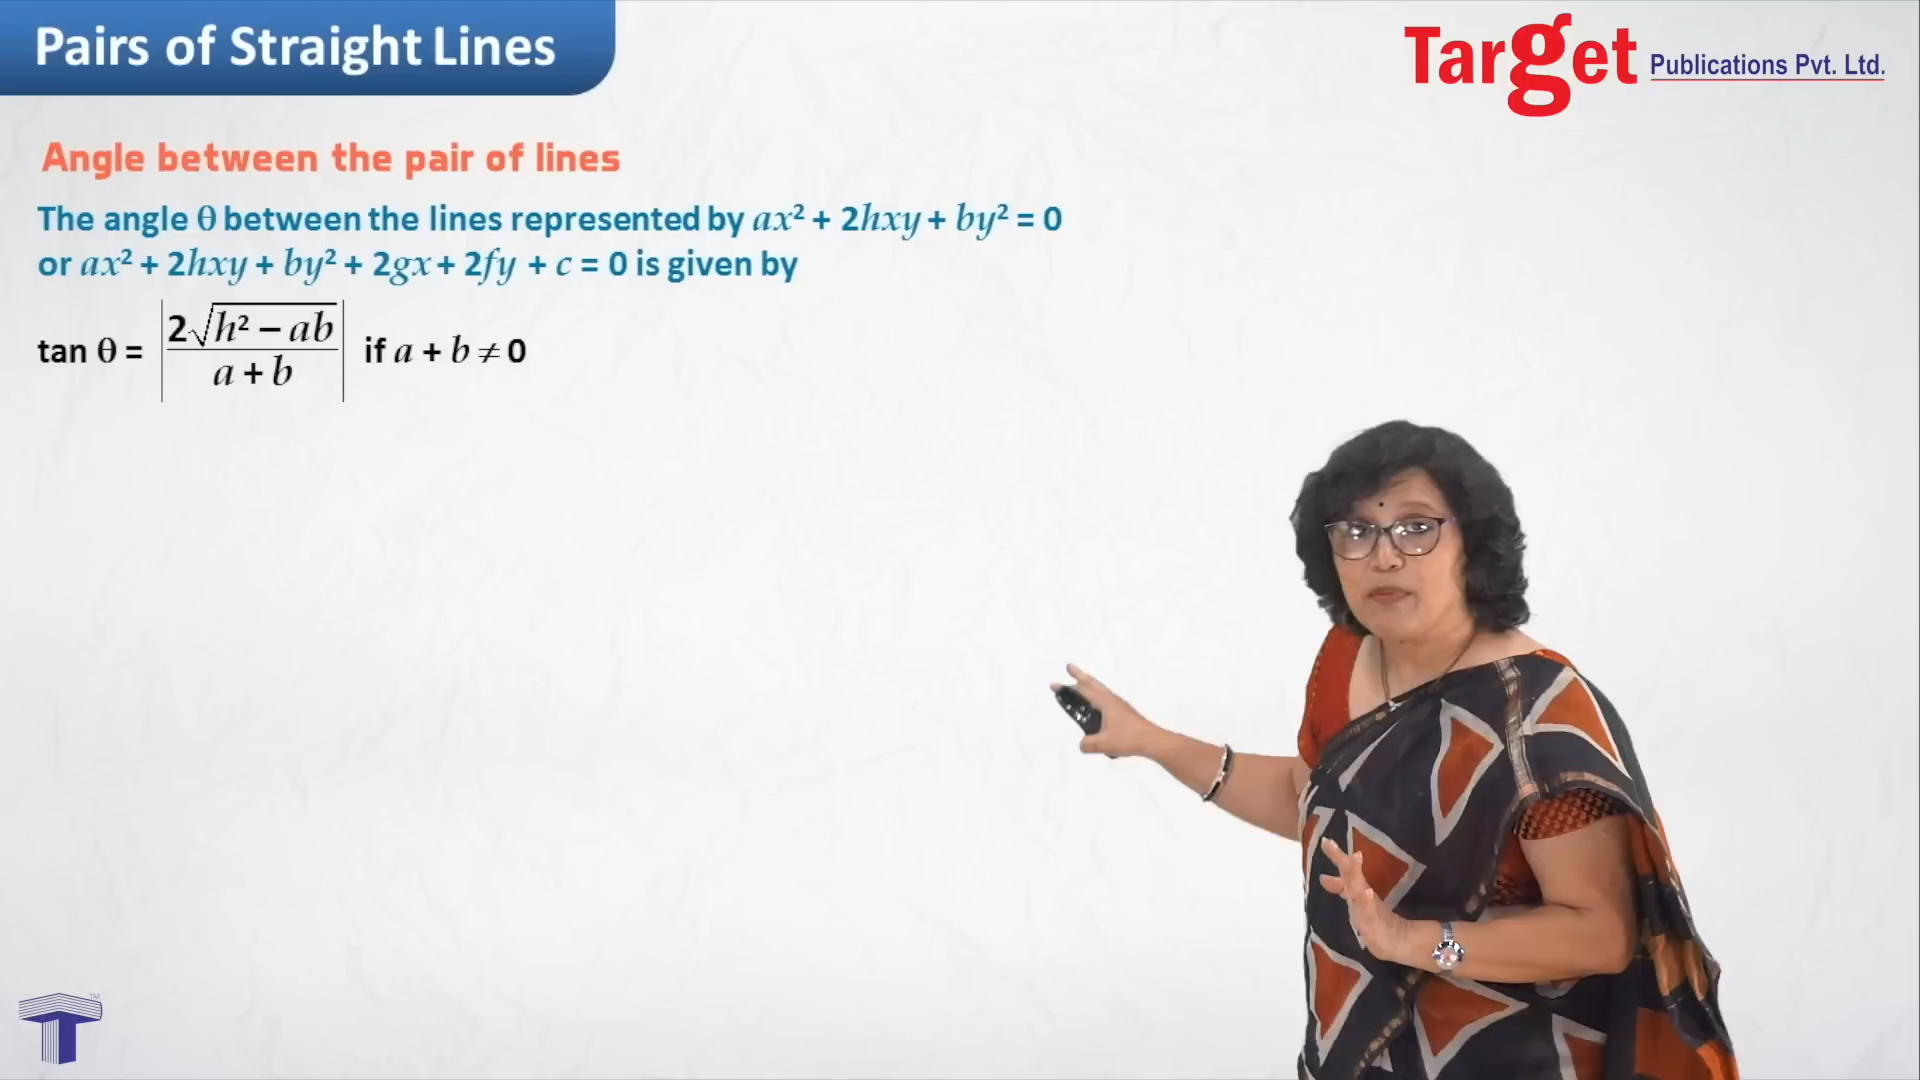 Pairs of Straight Lines
Target Publications Pvt. Ltd.
Angle between the pair of lines
The angle θ between the lines represented by ax² + 2hxy + by² = 0
or ax² + 2hxy + by² + 2gx + 2fy + c = 0 is given by
tan θ = |2√(h² – ab) / (a + b)| if a + b ≠ 0
T™